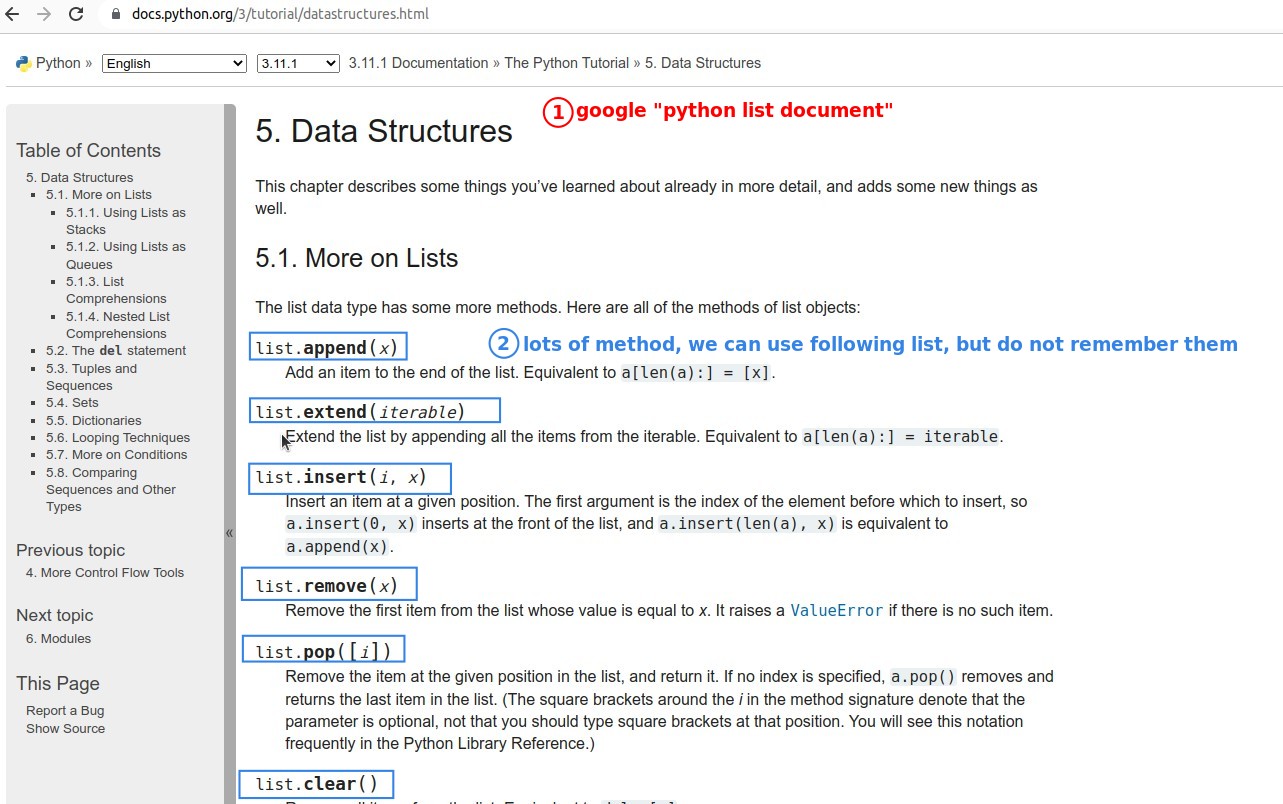 docs.python.org/3/tutorial/datastructures.html
Python » English 3.11.1 3.11.1 Documentation » The Python Tutorial » 5. Data Structures
1 google "python list document"
5. Data Structures
Table of Contents
5. Data Structures
5.1. More on Lists
5.1.1. Using Lists as
Stacks
5.1.2. Using Lists as
Queues
5.1.3. List
Comprehensions
5.1.4. Nested List
Comprehensions
5.2. The del statement
5.3. Tuples and
Sequences
5.4. Sets
5.5. Dictionaries
5.6. Looping Techniques
5.7. More on Conditions
5.8. Comparing
Sequences and Other
Types
Previous topic
4. More Control Flow Tools
Next topic
6. Modules
This Page
Report a Bug
Show Source
«
This chapter describes some things you’ve learned about already in more detail, and adds some new things as
well.
5.1. More on Lists
The list data type has some more methods. Here are all of the methods of list objects:
list.append(x)
2 lots of method, we can use following list, but do not remember them
Add an item to the end of the list. Equivalent to a[len(a):] = [x].
list.extend(iterable)
Extend the list by appending all the items from the iterable. Equivalent to a[len(a):] = iterable.
list.insert(i, x)
Insert an item at a given position. The first argument is the index of the element before which to insert, so
a.insert(0, x) inserts at the front of the list, and a.insert(len(a), x) is equivalent to
a.append(x).
list.remove(x)
Remove the first item from the list whose value is equal to x. It raises a ValueError if there is no such item.
list.pop([i])
Remove the item at the given position in the list, and return it. If no index is specified, a.pop() removes and
returns the last item in the list. (The square brackets around the i in the method signature denote that the
parameter is optional, not that you should type square brackets at that position. You will see this notation
frequently in the Python Library Reference.)
list.clear()